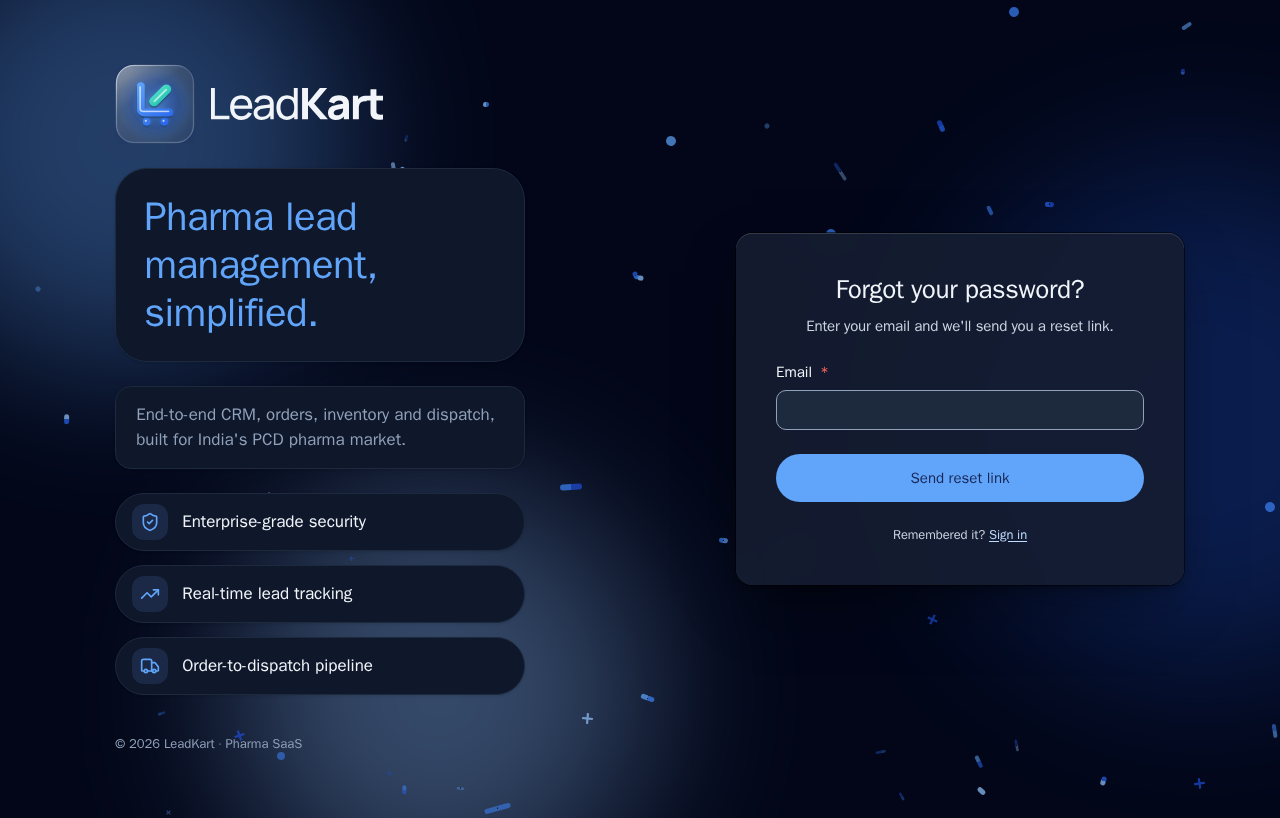 LeadKart
Pharma lead
management,
simplified.
End-to-end CRM, orders, inventory and dispatch,
built for India's PCD pharma market.
Enterprise-grade security
Real-time lead tracking
Order-to-dispatch pipeline
© 2026 LeadKart · Pharma SaaS
Forgot your password?
Enter your email and we'll send you a reset link.
Email *
Send reset link
Remembered it? Sign in